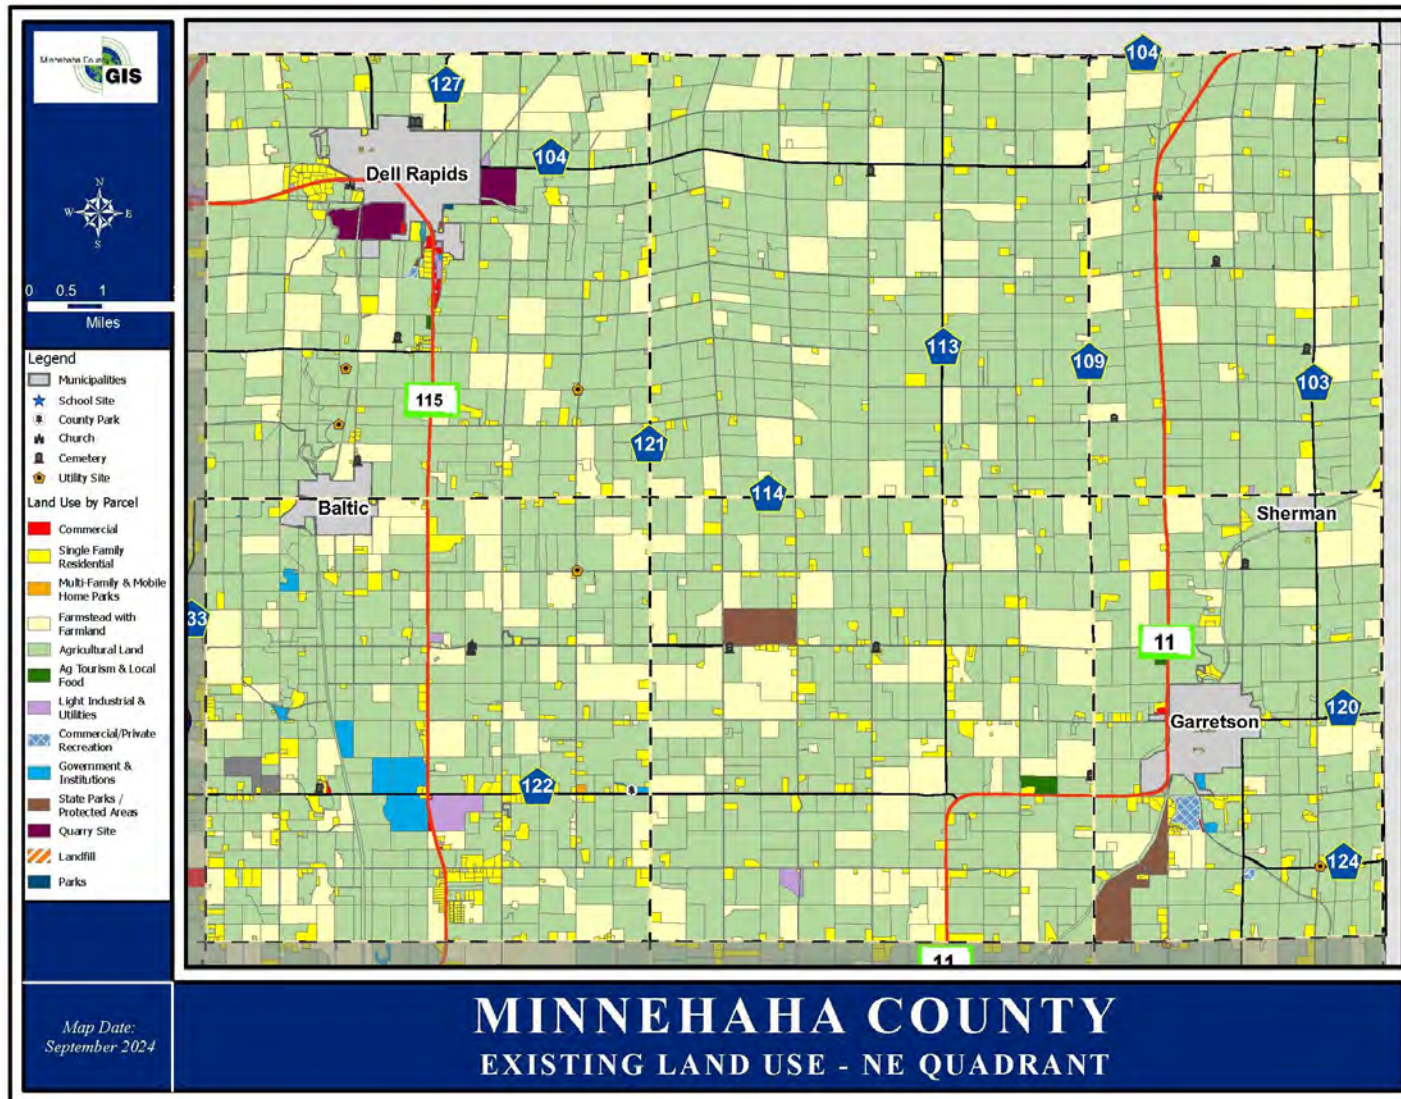 Minnehaha County
GIS
N
W
E
S
0 0.5 1
Miles
Legend
Municipalities
School Site
County Park
Church
Cemetery
Utility Site
Land Use by Parcel
Commercial
Single Family
Residential
Multi-Family & Mobile
Home Parks
Farmstead with
Farmland
Agricultural Land
Ag Tourism & Local
Food
Light Industrial &
Utilities
Commercial/Private
Recreation
Government &
Institutions
State Parks /
Protected Areas
Quarry Site
Landfill
Parks
104
127
104
Dell Rapids
113
109
103
115
121
114
Baltic
Sherman
33
11
120
Garretson
122
124
11
Map Date:
September 2024
MINNEHAHA COUNTY
EXISTING LAND USE - NE QUADRANT